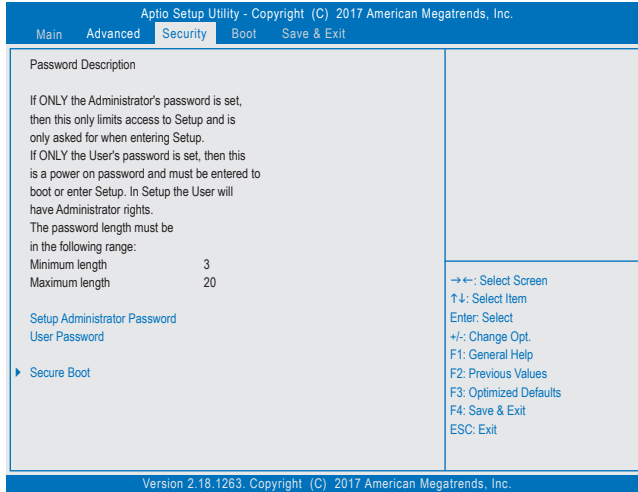 Aptio Setup Utility - Copyright (C) 2017 American Megatrends, Inc.
Main Advanced Security Boot Save & Exit
Password Description
If ONLY the Administrator's password is set,
then this only limits access to Setup and is
only asked for when entering Setup.
If ONLY the User's password is set, then this
is a power on password and must be entered to
boot or enter Setup. In Setup the User will
have Administrator rights.
The password length must be
in the following range:
Minimum length 3
Maximum length 20
Setup Administrator Password
User Password
Secure Boot
→←: Select Screen
↑↓: Select Item
Enter: Select
+/-: Change Opt.
F1: General Help
F2: Previous Values
F3: Optimized Defaults
F4: Save & Exit
ESC: Exit
Version 2.18.1263. Copyright (C) 2017 American Megatrends, Inc.